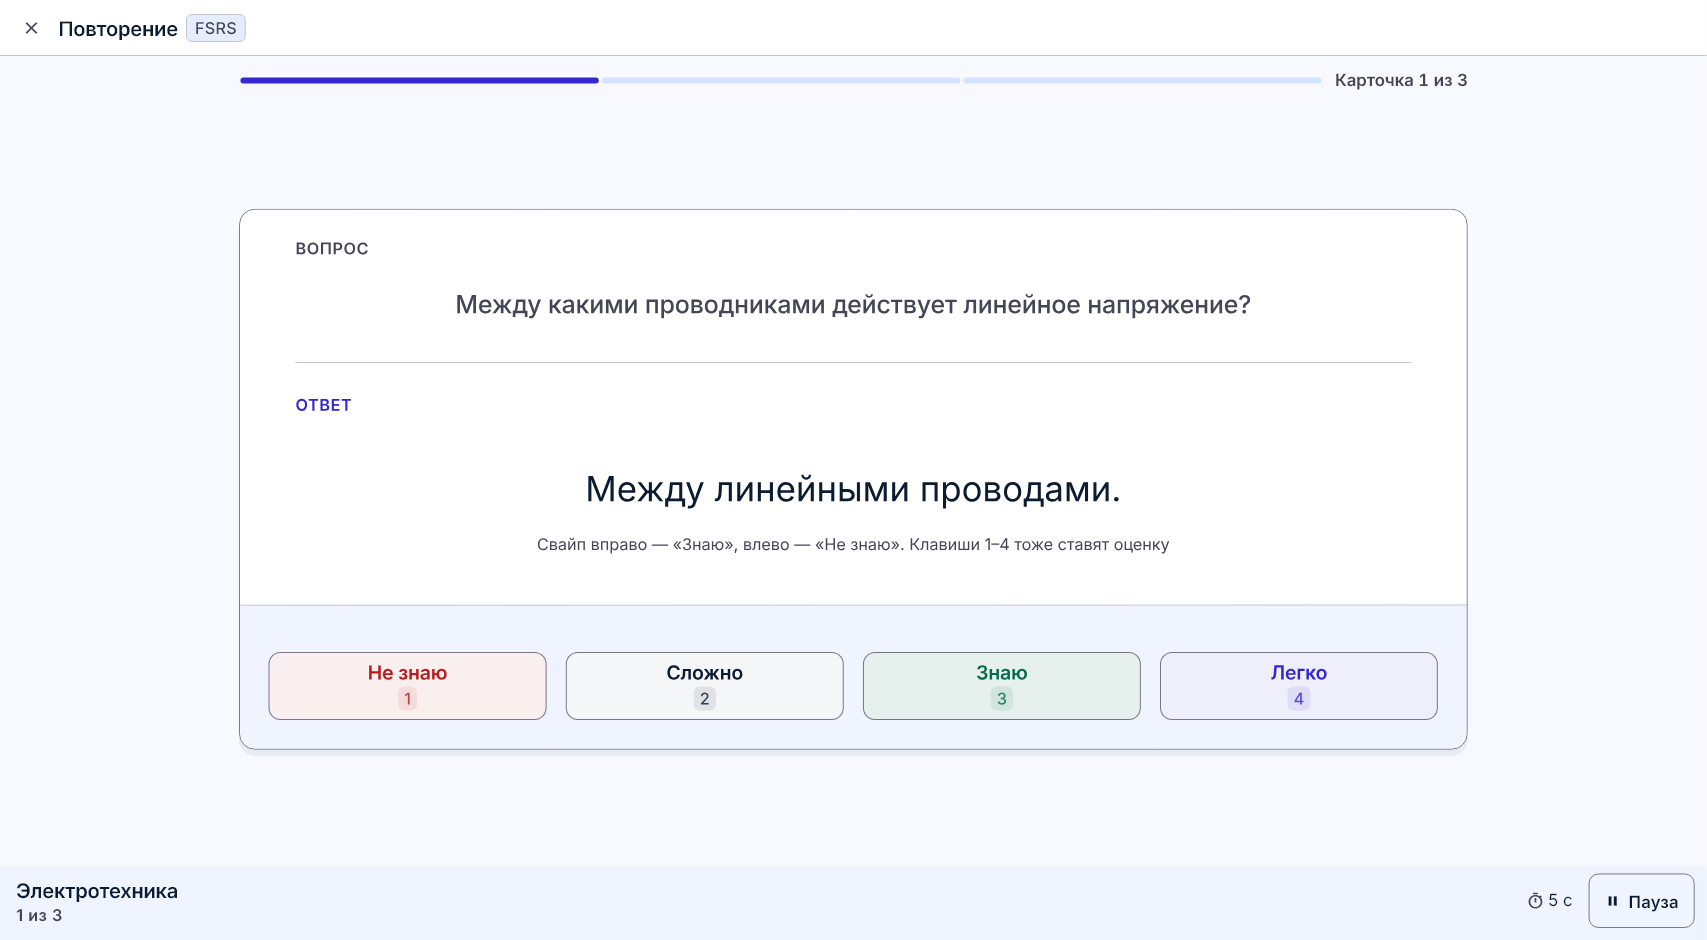 Повторение FSRS
Карточка 1 из 3
ВОПРОС
Между какими проводниками действует линейное напряжение?
ОТВЕТ
Между линейными проводами.
Свайп вправо — «Знаю», влево — «Не знаю». Клавиши 1–4 тоже ставят оценку
Не знаю
1
Сложно
2
Знаю
3
Легко
4
Электротехника
1 из 3
5 с
Пауза